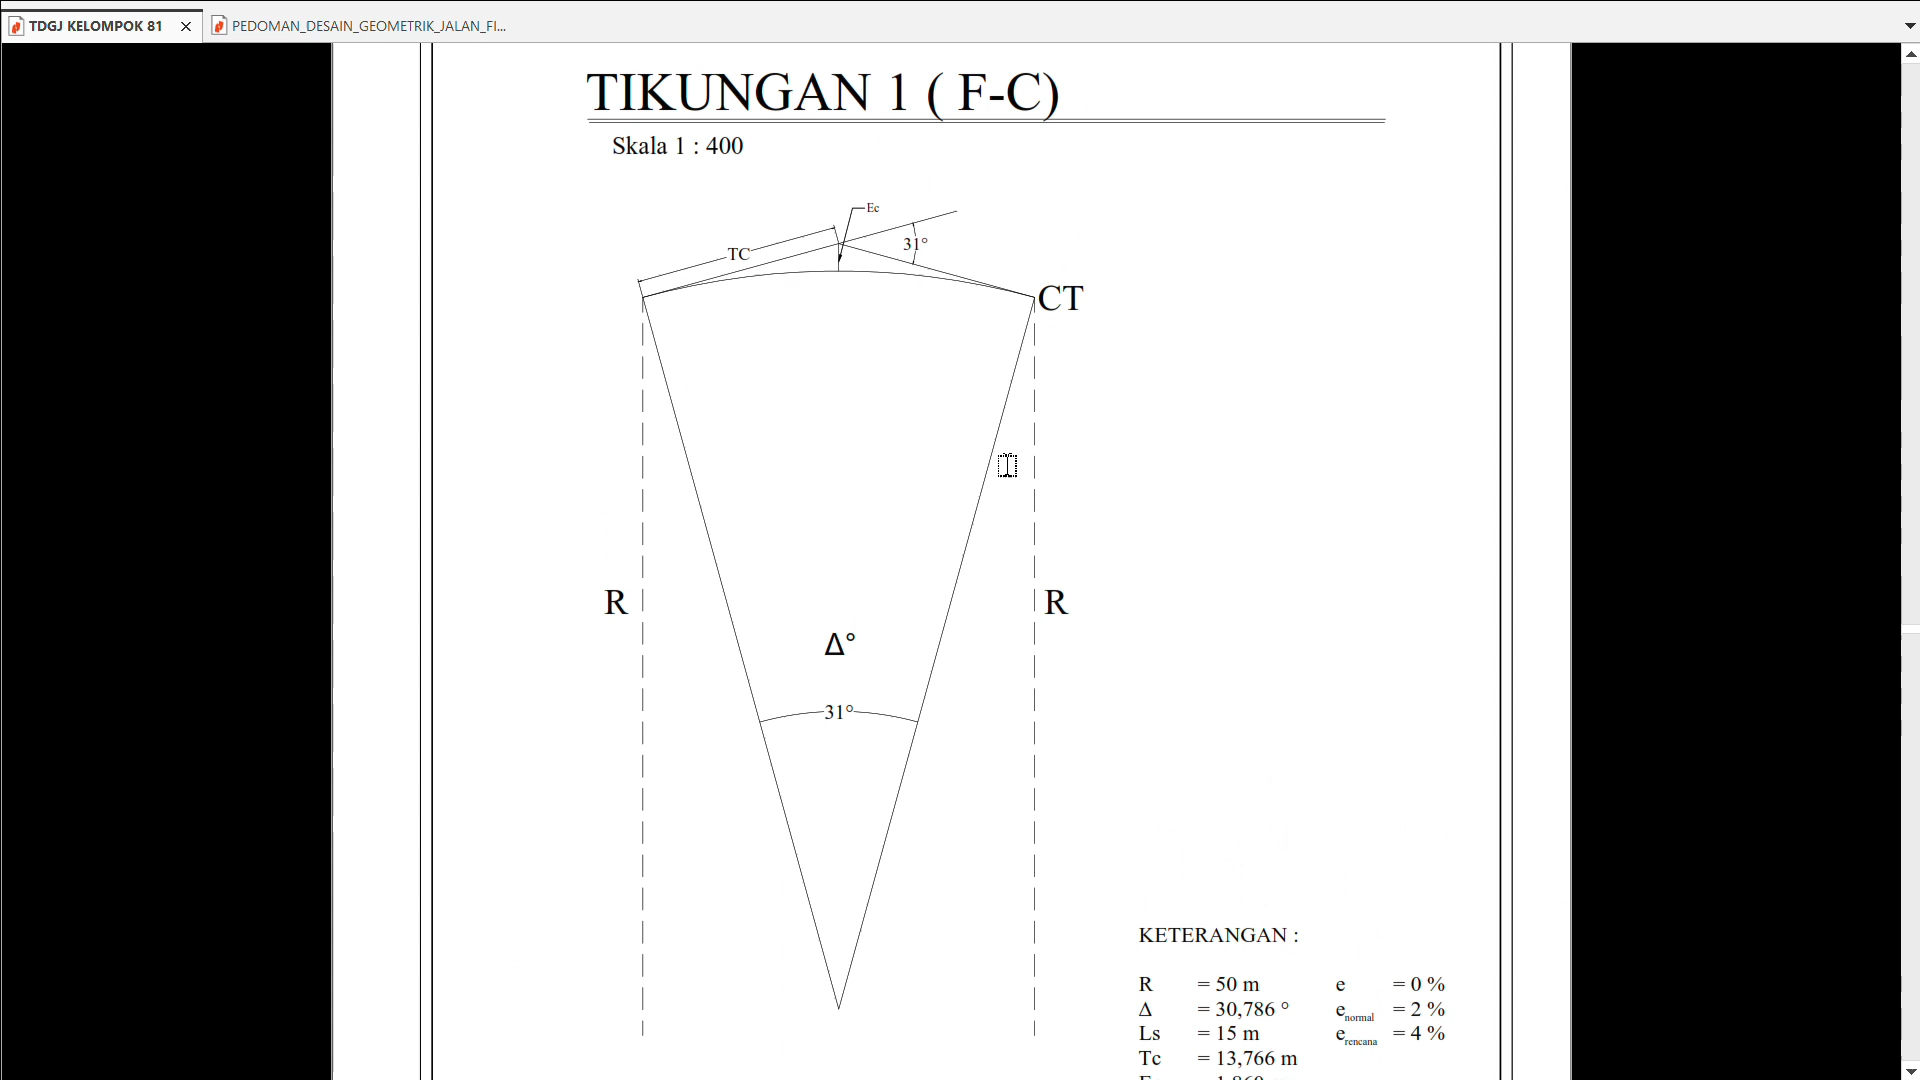 TDGJ KELOMPOK 81
PEDOMAN_DESAIN_GEOMETRIK_JALAN_FI...
TIKUNGAN 1 ( F-C)
Skala 1 : 400
Ec
TC
31°
CT
R
R
Δ°
31°
KETERANGAN :
R = 50 m e = 0 %
Δ = 30,786 ° enormal = 2 %
Ls = 15 m erencana = 4 %
Tc = 13,766 m